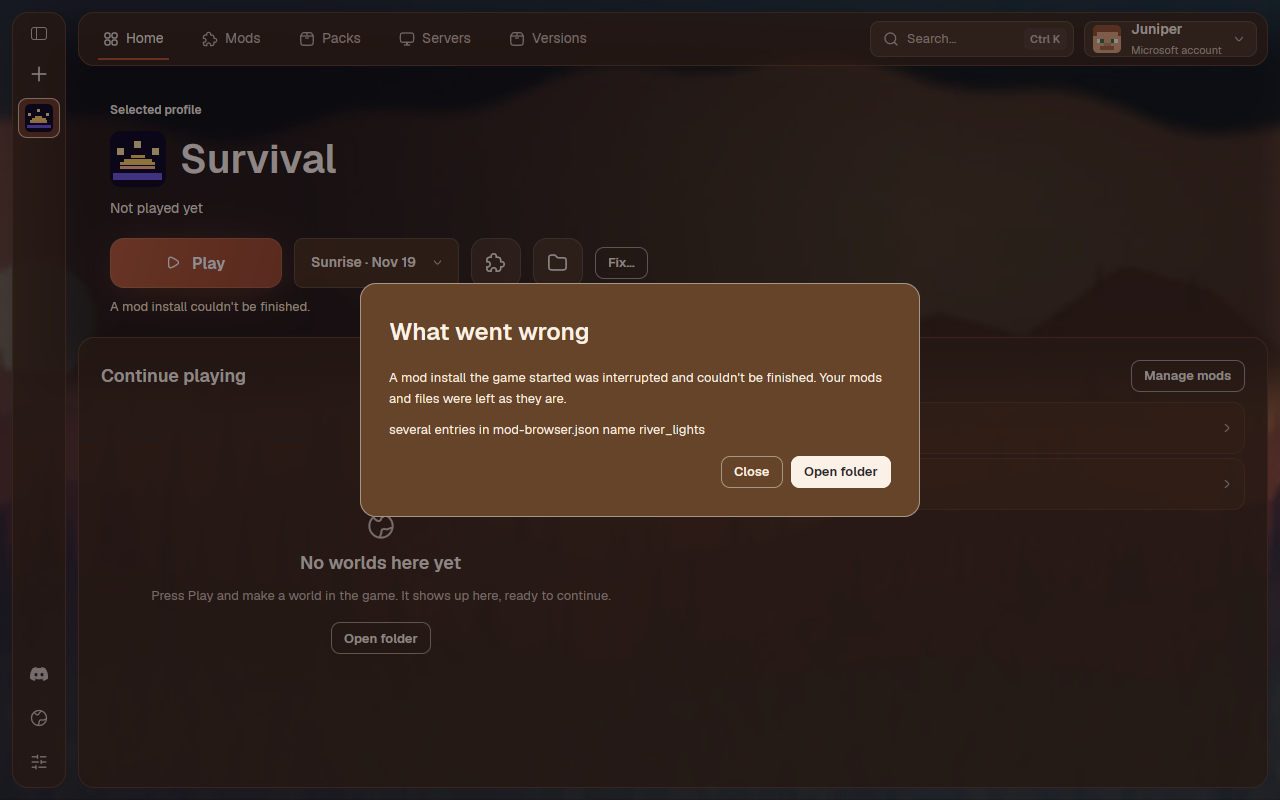 Home
Mods
Packs
Servers
Versions
Search...
Ctrl K
Juniper
Microsoft account
Selected profile
Survival
Not played yet
Play
Sunrise · Nov 19
Fix...
A mod install couldn't be finished.
Continue playing
Manage mods
What went wrong
A mod install the game started was interrupted and couldn't be finished. Your mods
and files were left as they are.
several entries in mod-browser.json name river_lights
Close
Open folder
No worlds here yet
Press Play and make a world in the game. It shows up here, ready to continue.
Open folder